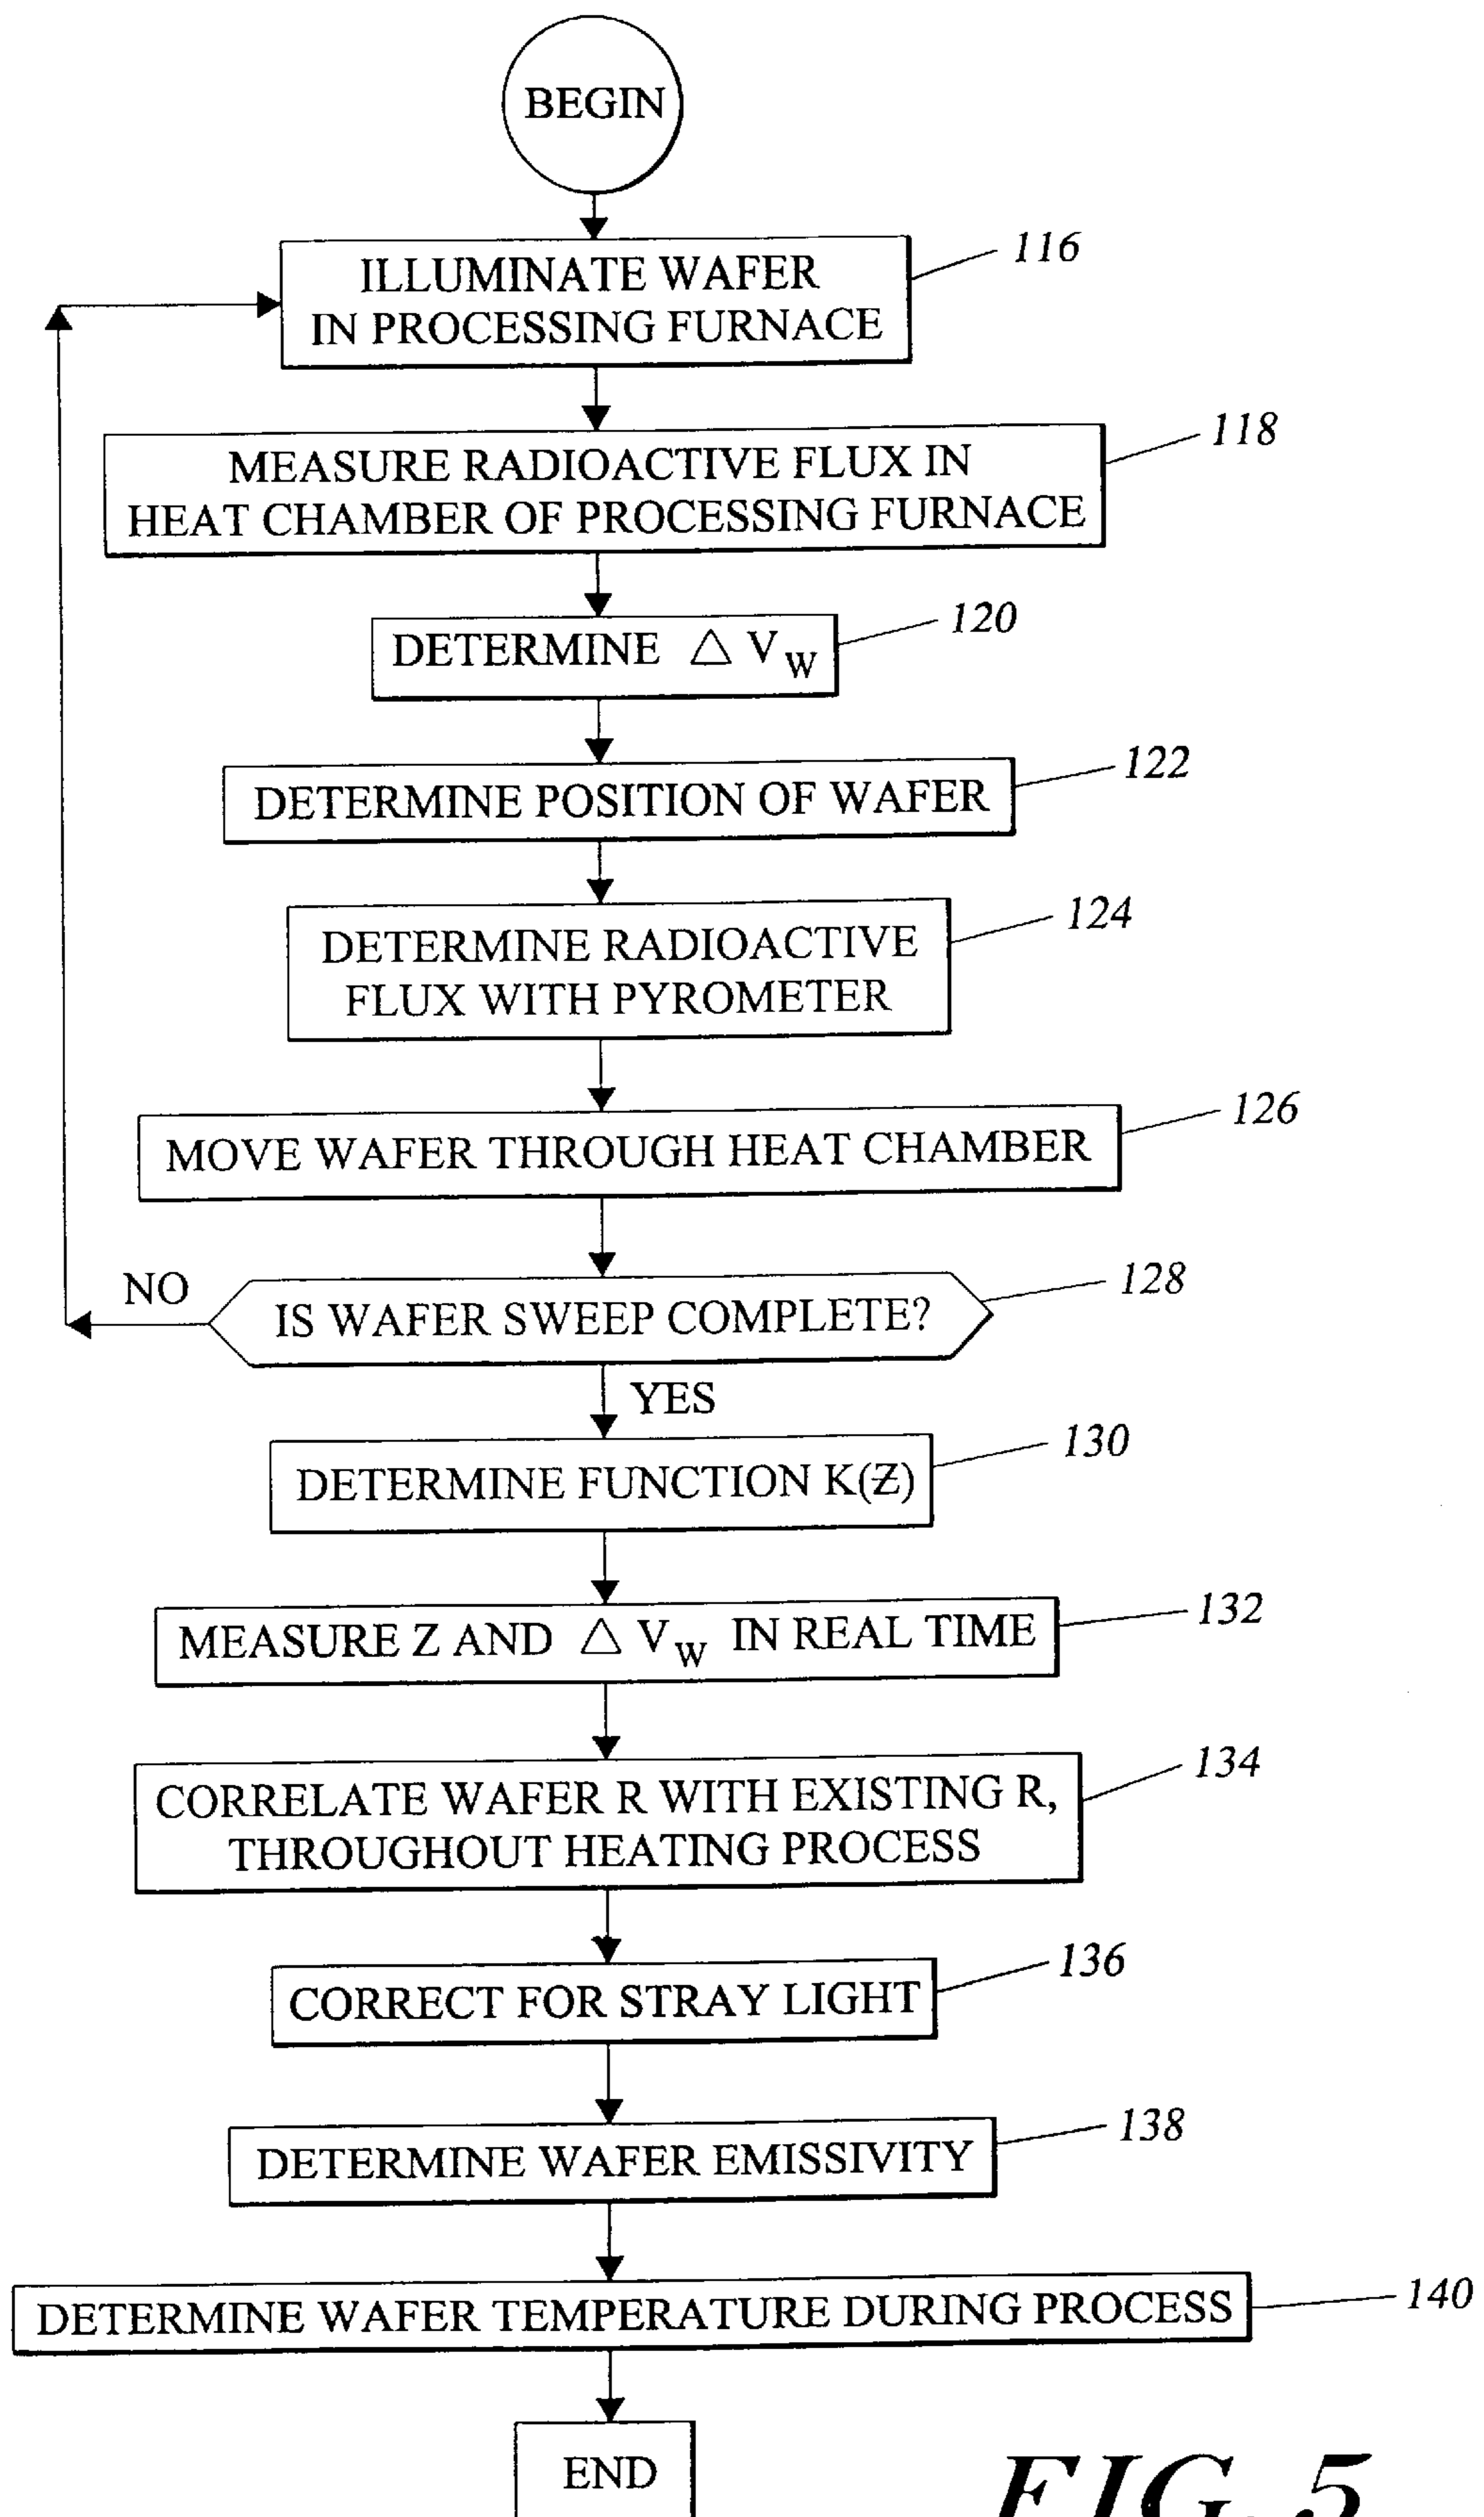 BEGIN
ILLUMINATE WAFER
IN PROCESSING FURNACE
116
MEASURE RADIOACTIVE FLUX IN
HEAT CHAMBER OF PROCESSING FURNACE
118
DETERMINE △ V W
120
DETERMINE POSITION OF WAFER
122
DETERMINE RADIOACTIVE
FLUX WITH PYROMETER
124
MOVE WAFER THROUGH HEAT CHAMBER
126
NO
IS WAFER SWEEP COMPLETE?
128
YES
DETERMINE FUNCTION K(Ƶ)
130
MEASURE Z AND △ V W IN REAL TIME
132
CORRELATE WAFER R WITH EXISTING R,
THROUGHOUT HEATING PROCESS
134
CORRECT FOR STRAY LIGHT
136
DETERMINE WAFER EMISSIVITY
138
DETERMINE WAFER TEMPERATURE DURING PROCESS
140
END
FIG. 5